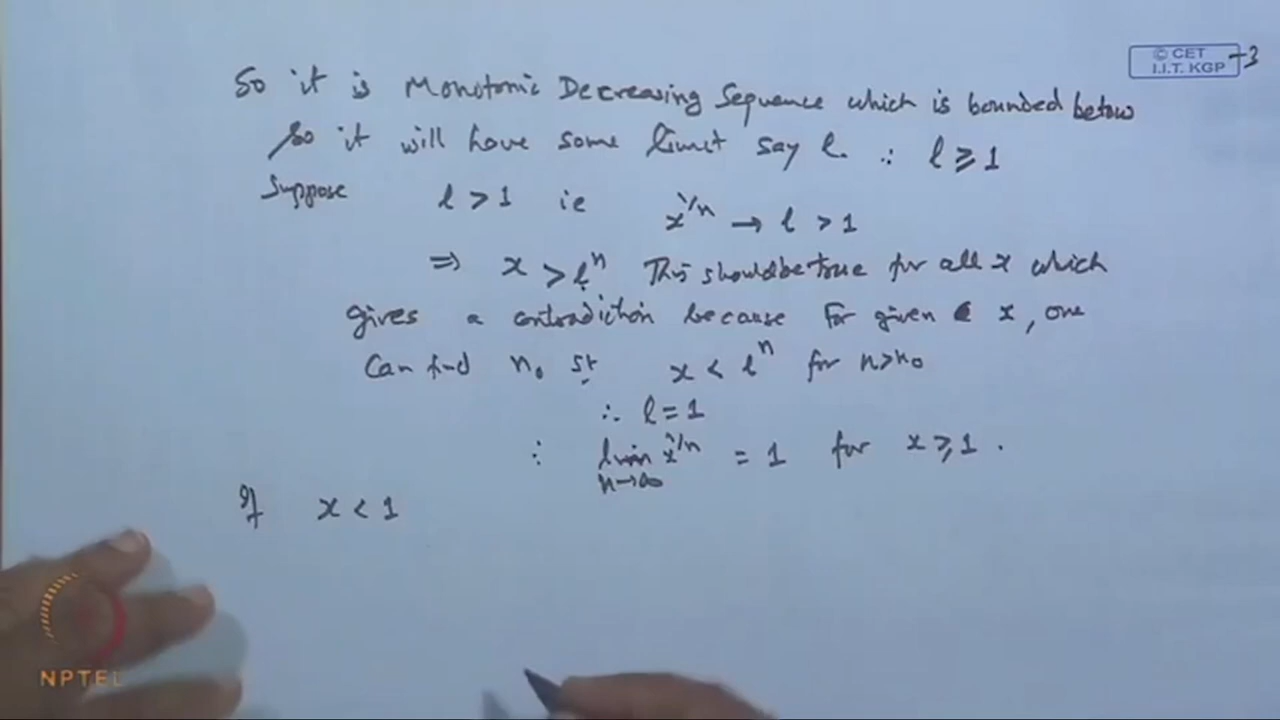 © CET
I.I.T. KGP
-3
So it is Monotonic Decreasing Sequence which is bounded below
So it will have some limit say l. ∴ l ≥ 1
Suppose l > 1 ie x^{1/n} → l > 1
⇒ x > l^n This should be true for all x which
gives a contradiction because For given x, one
Can find n₀ st x < l^n for n > n₀
∴ l = 1
∴ lim_{n→∞} x^{1/n} = 1 for x ≥ 1.
If x < 1
NPTEL